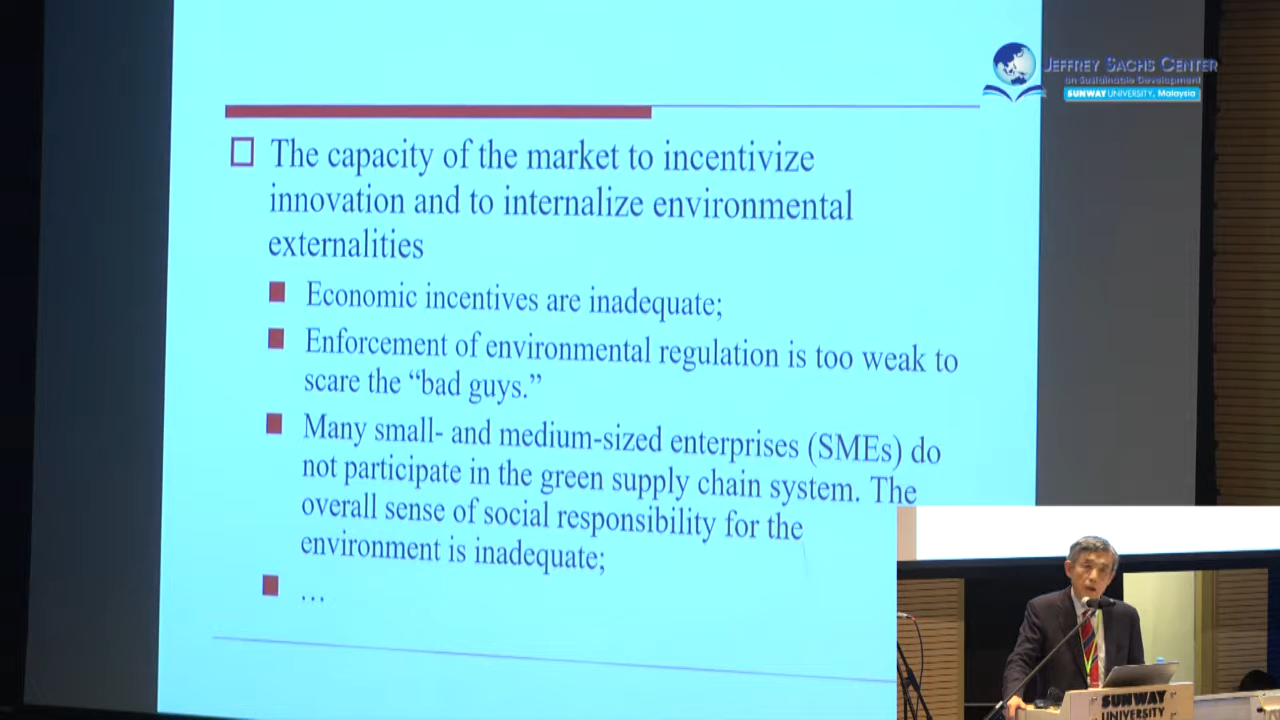 JEFFREY SACHS CENTER
on Sustainable Development
SUNWAY UNIVERSITY, Malaysia
The capacity of the market to incentivize
innovation and to internalize environmental
externalities
Economic incentives are inadequate;
Enforcement of environmental regulation is too weak to
scare the “bad guys.”
Many small- and medium-sized enterprises (SMEs) do
not participate in the green supply chain system. The
overall sense of social responsibility for the
environment is inadequate;
…
SUNWAY
UNIVERSITY